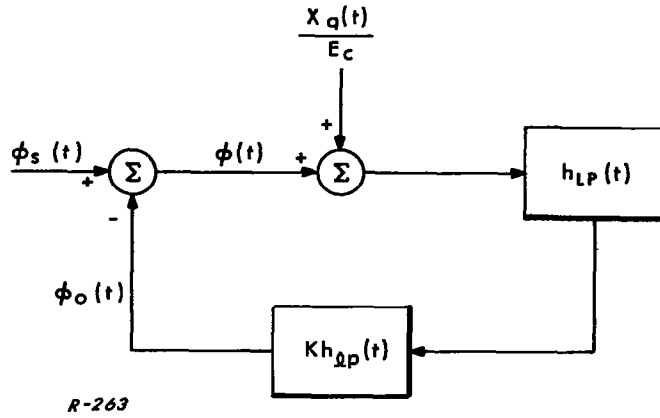 X_q(t)
E_c
+
ϕ_s(t)
+
Σ
ϕ(t)
+
Σ
h_LP(t)
-
ϕ_o(t)
Kh_ℓp(t)
R-263